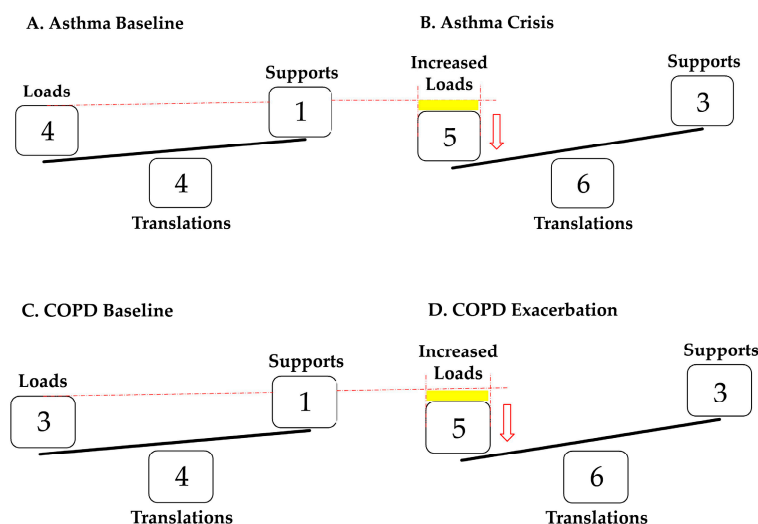 A. Asthma Baseline
Loads
4
Supports
1
4
Translations
B. Asthma Crisis
Increased
Loads
5
Supports
3
6
Translations
C. COPD Baseline
Loads
3
Supports
1
4
Translations
D. COPD Exacerbation
Increased
Loads
5
Supports
3
6
Translations